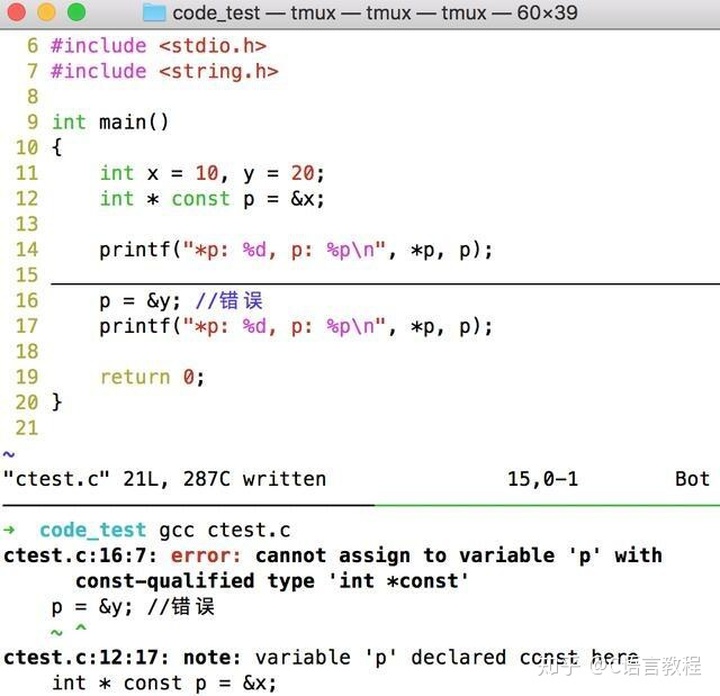 code_test — tmux — tmux — tmux — 60×39
6 #include <stdio.h>
7 #include <string.h>
8
9 int main()
10 {
11     int x = 10, y = 20;
12     int * const p = &x;
13
14     printf("*p: %d, p: %p\n", *p, p);
15
16     p = &y; //错误
17     printf("*p: %d, p: %p\n", *p, p);
18
19     return 0;
20 }
21
~
"ctest.c" 21L, 287C written 15,0-1 Bot
→ code_test gcc ctest.c
ctest.c:16:7: error: cannot assign to variable 'p' with
      const-qualified type 'int *const'
    p = &y; //错误
    ~ ^
ctest.c:12:17: note: variable 'p' declared const here
    int * const p = &x;
知乎 @C语言教程